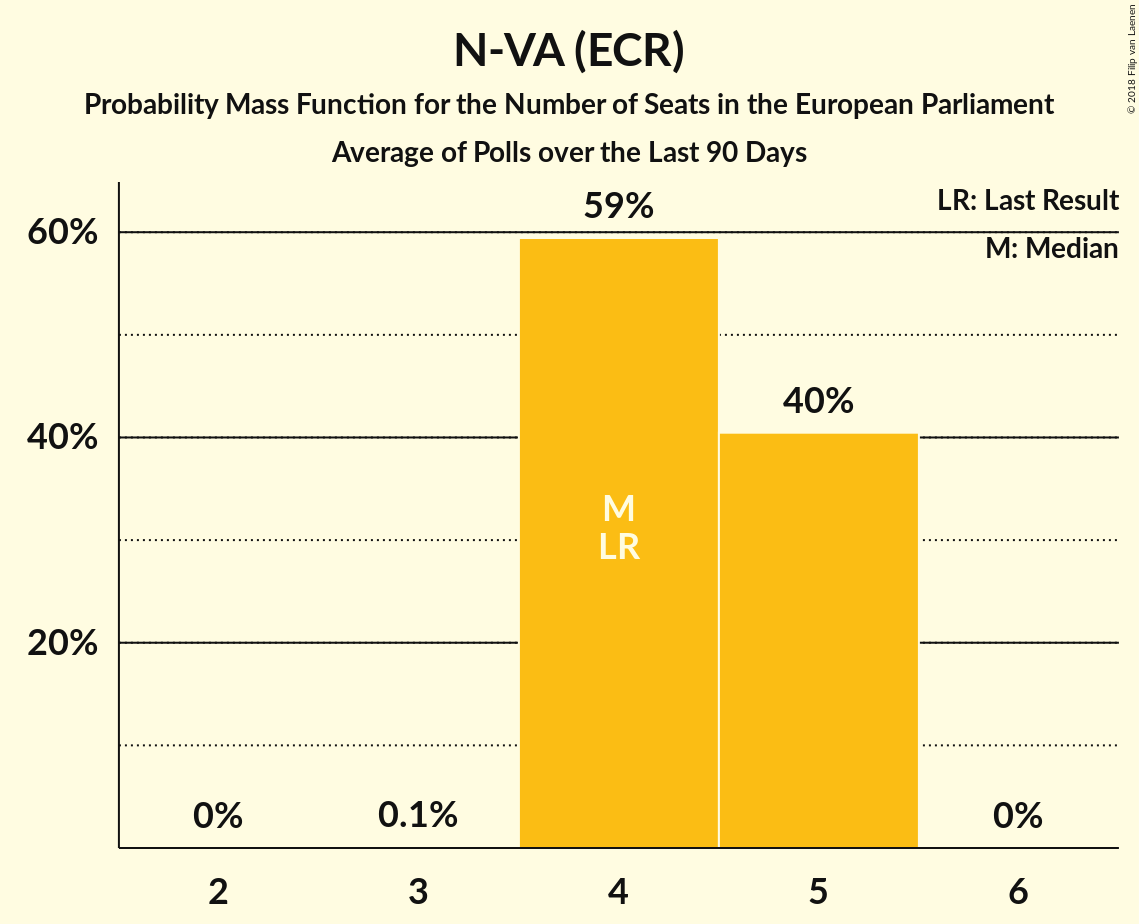 N-VA (ECR)
Probability Mass Function for the Number of Seats in the European Parliament
Average of Polls over the Last 90 Days
© 2018 Filip van Laenen
LR: Last Result
M: Median
60%
40%
20%
59%
40%
M
LR
0%
0.1%
0%
2
3
4
5
6